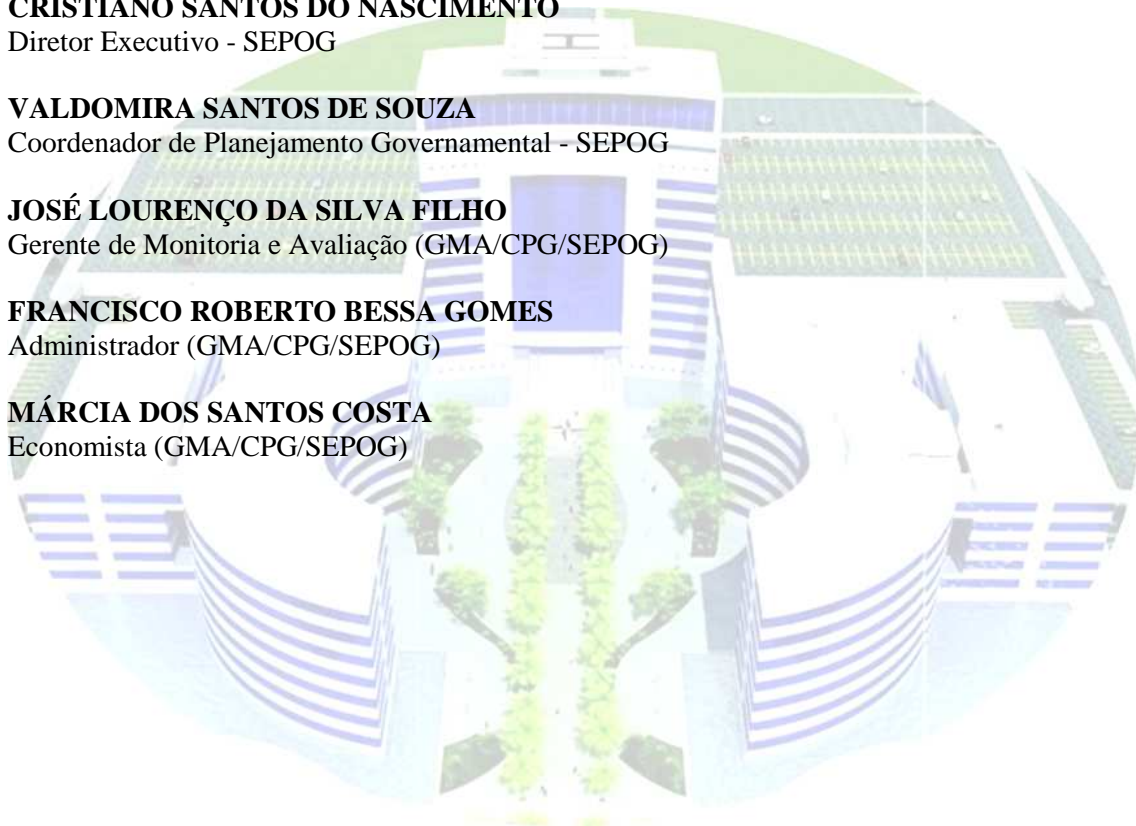 CRISTIANO SANTOS DO NASCIMENTO
Diretor Executivo - SEPOG
VALDOMIRA SANTOS DE SOUZA
Coordenador de Planejamento Governamental - SEPOG
JOSÉ LOURENÇO DA SILVA FILHO
Gerente de Monitoria e Avaliação (GMA/CPG/SEPOG)
FRANCISCO ROBERTO BESSA GOMES
Administrador (GMA/CPG/SEPOG)
MÁRCIA DOS SANTOS COSTA
Economista (GMA/CPG/SEPOG)